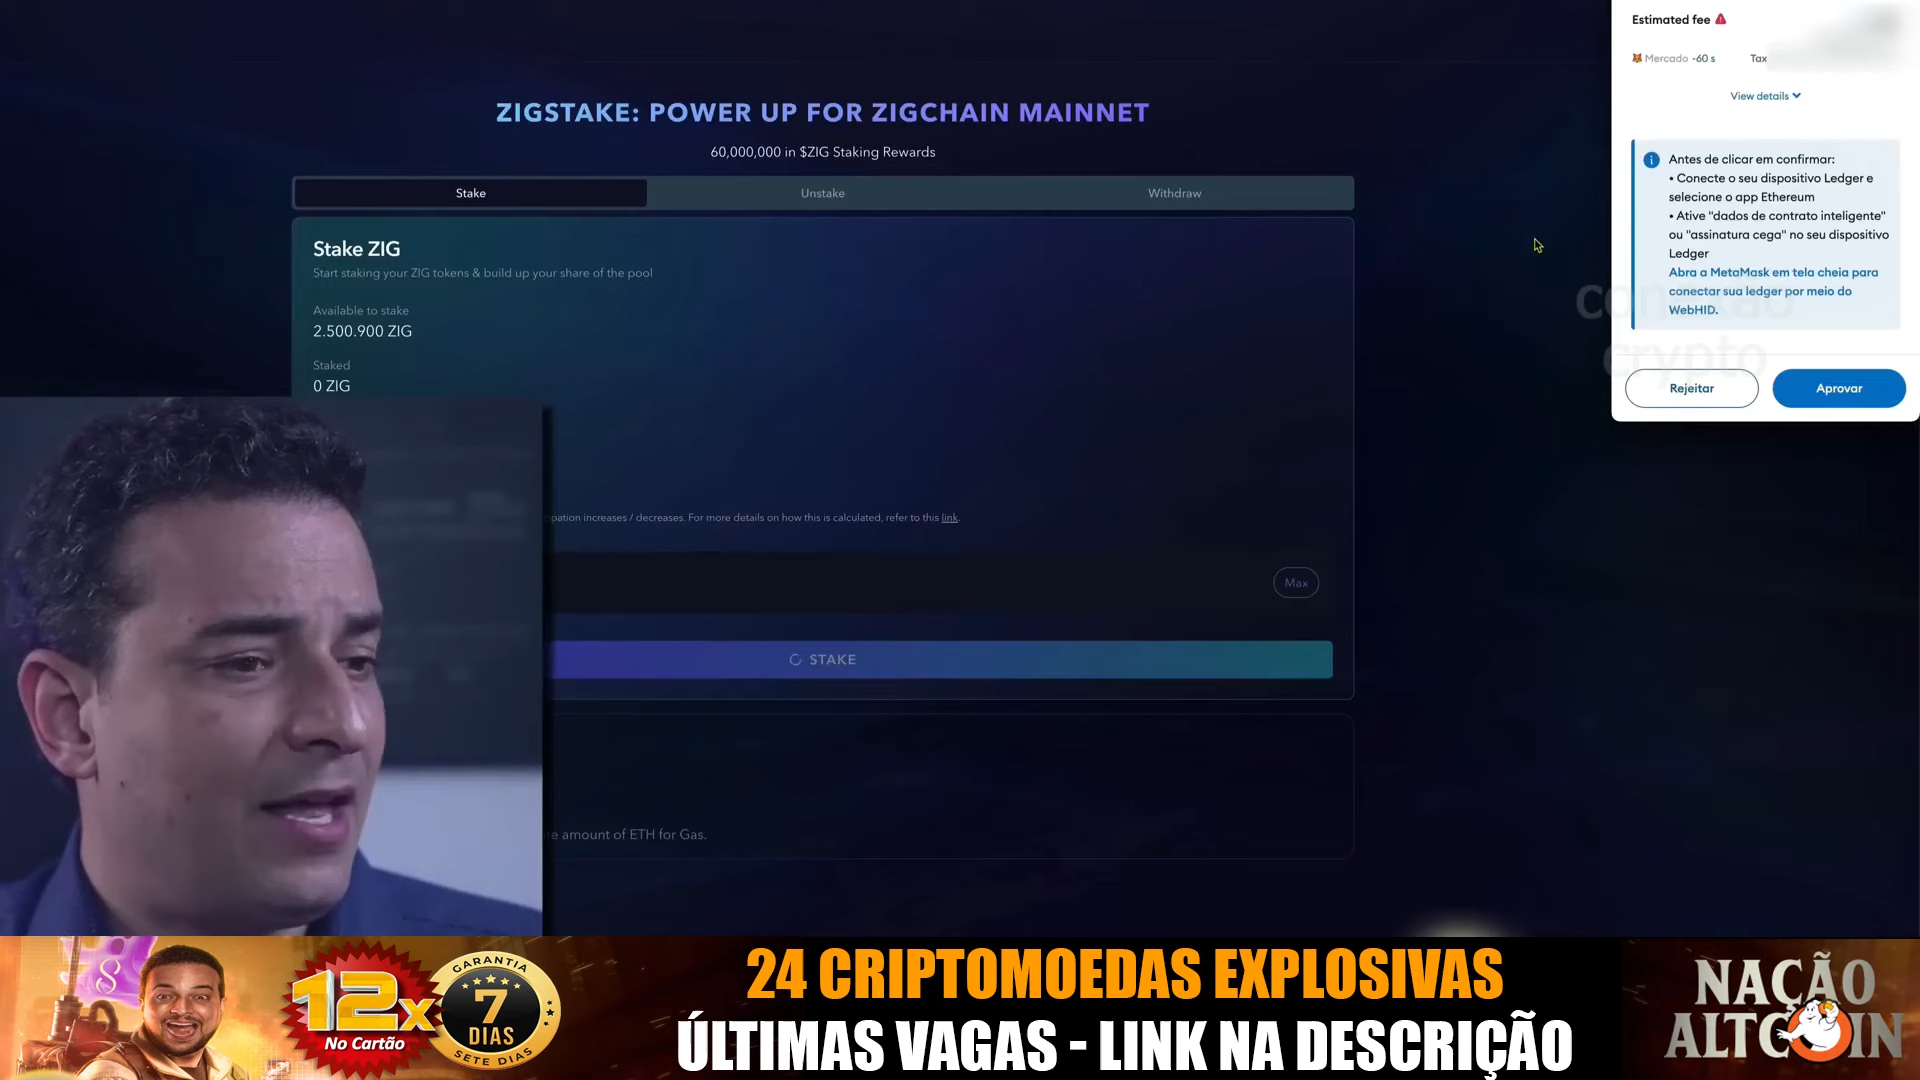 ZIGSTAKE: POWER UP FOR ZIGCHAIN MAINNET
60,000,000 in $ZIG Staking Rewards
Stake
Unstake
Withdraw
Stake ZIG
Start staking your ZIG tokens & build up your share of the pool
Available to stake
2.500.900 ZIG
Staked
0 ZIG
increases / decreases. For more details on how this is calculated, refer to this link.
Max
STAKE
amount of ETH for Gas.
Estimated fee
Mercado ~60 s
Tax
View details
Antes de clicar em confirmar:
• Conecte o seu dispositivo Ledger e
selecione o app Ethereum
• Ative "dados de contrato inteligente"
ou "assinatura cega" no seu dispositivo
Ledger
Abra a MetaMask em tela cheia para
conectar sua ledger por meio do
WebHID.
crypto
Rejeitar
Aprovar
12x
No Cartão
GARANTIA
7
DIAS
SETE DIAS
24 CRIPTOMOEDAS EXPLOSIVAS
ÚLTIMAS VAGAS - LINK NA DESCRIÇÃO
NAÇÃO
ALTCOIN